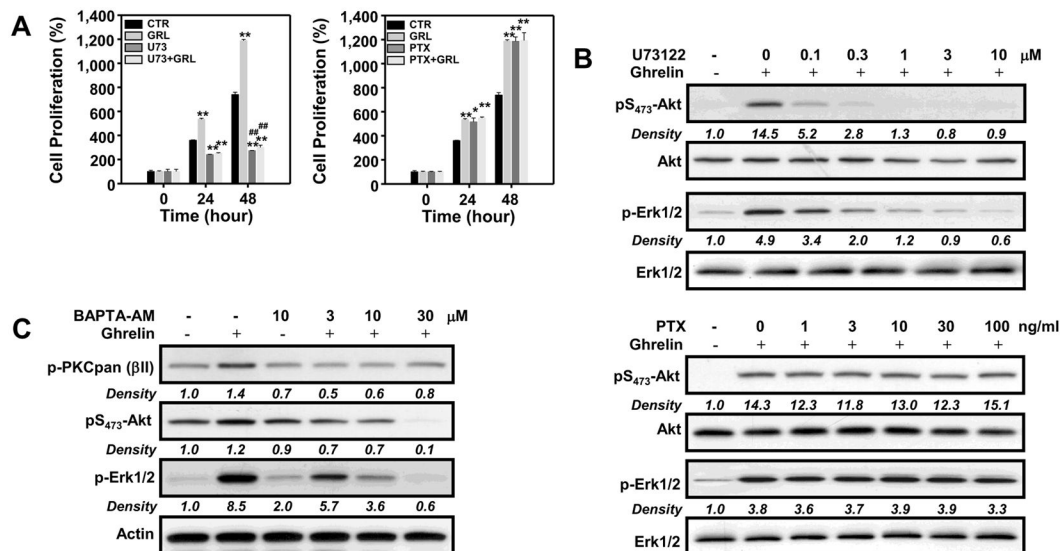 A
Cell Proliferation (%)
1,200
1,000
800
600
400
200
0
CTR
GRL
U73
U73+GRL
**
**
** **
##
**
##
**
0 24 48
Time (hour)
Cell Proliferation (%)
1,200
1,000
800
600
400
200
0
CTR
GRL
PTX
PTX+GRL
** * **
** ** **
0 24 48
Time (hour)
B
U73122 - 0 0.1 0.3 1 3 10 μM
Ghrelin - + + + + + +
pS473-Akt
Density 1.0 14.5 5.2 2.8 1.3 0.8 0.9
Akt
p-Erk1/2
Density 1.0 4.9 3.4 2.0 1.2 0.9 0.6
Erk1/2
PTX - 0 1 3 10 30 100 ng/ml
Ghrelin - + + + + + +
pS473-Akt
Density 1.0 14.3 12.3 11.8 13.0 12.3 15.1
Akt
p-Erk1/2
Density 1.0 3.8 3.6 3.7 3.9 3.9 3.3
Erk1/2
C
BAPTA-AM - - 10 3 10 30 μM
Ghrelin - + - + + +
p-PKCpan (βII)
Density 1.0 1.4 0.7 0.5 0.6 0.8
pS473-Akt
Density 1.0 1.2 0.9 0.7 0.7 0.1
p-Erk1/2
Density 1.0 8.5 2.0 5.7 3.6 0.6
Actin